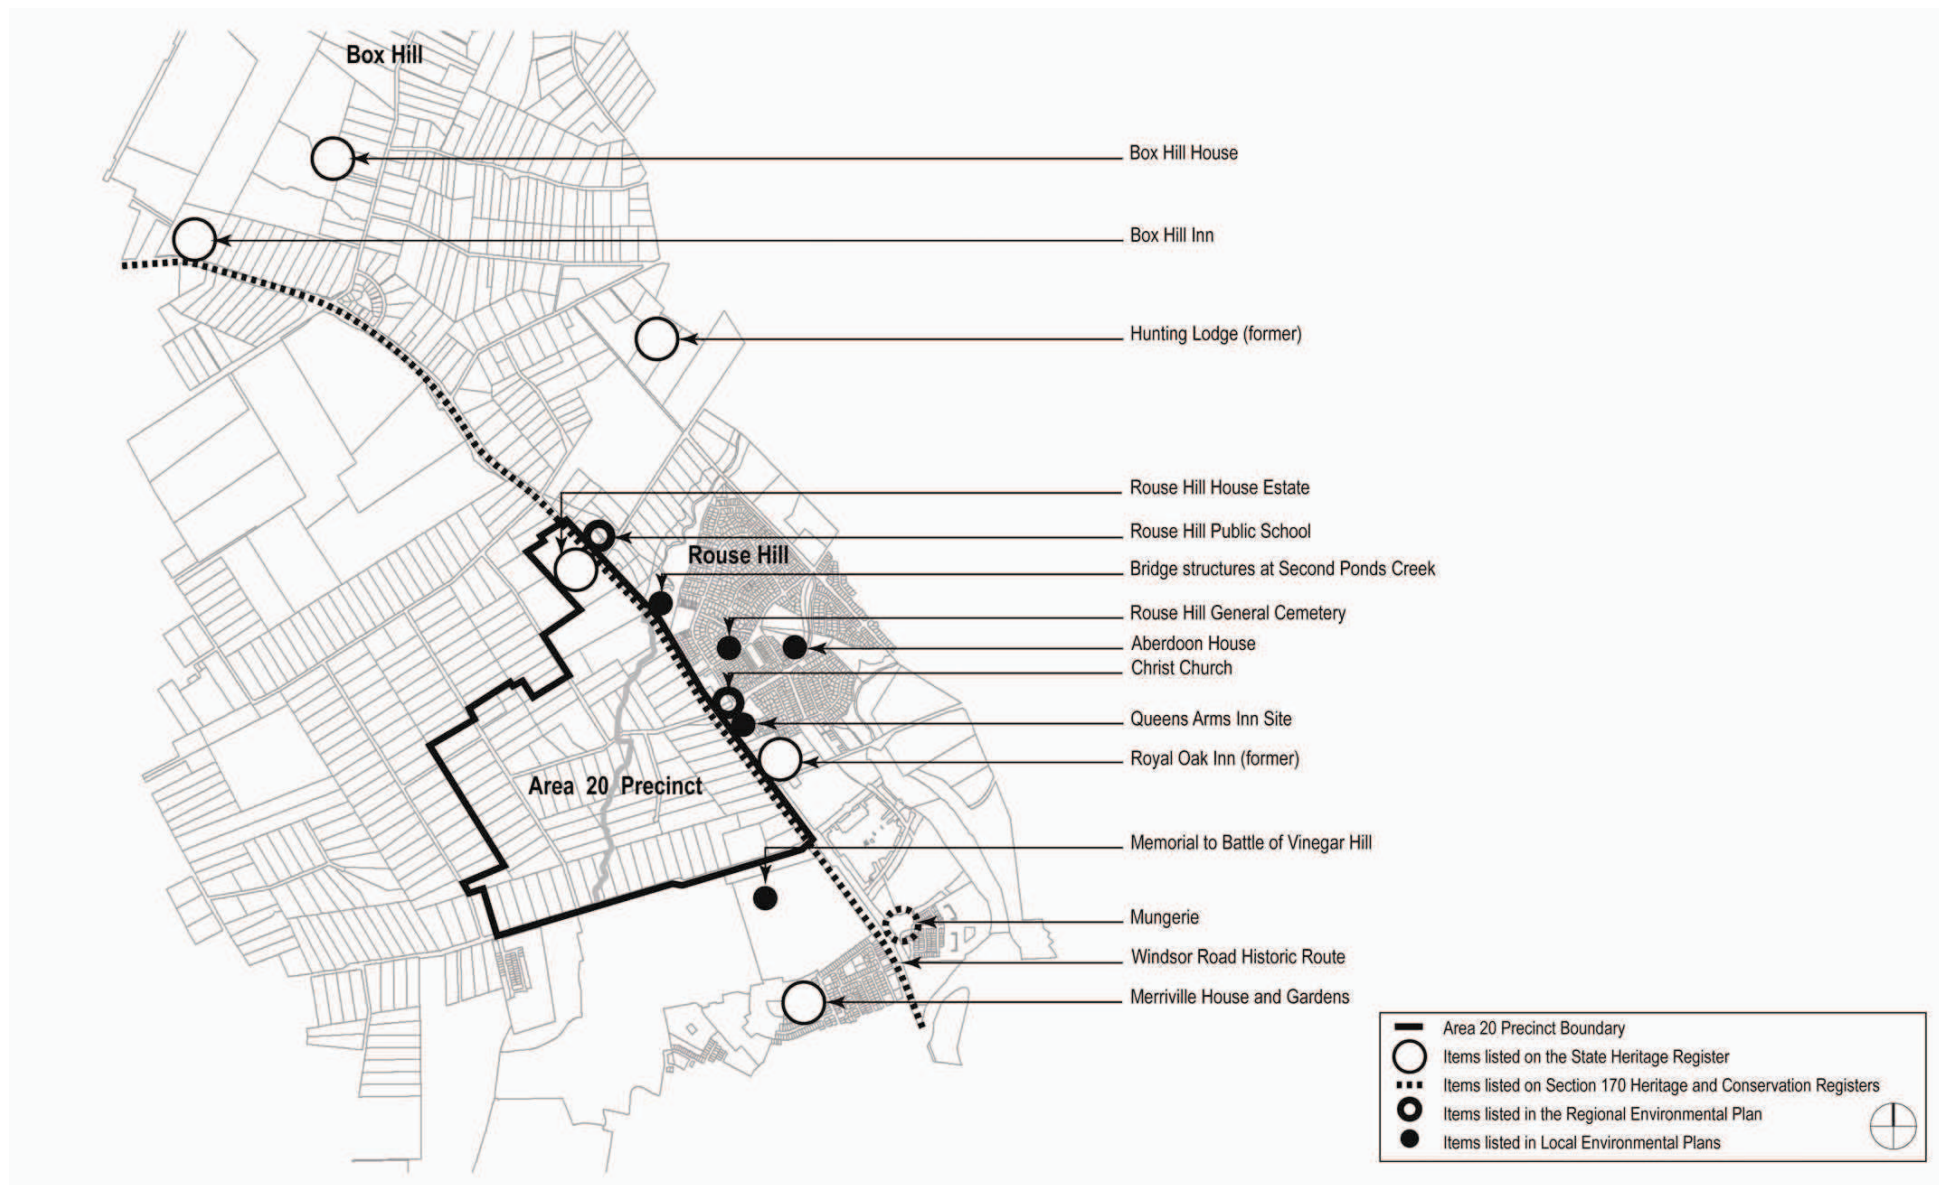 Box Hill
Box Hill House
Box Hill Inn
Hunting Lodge (former)
Rouse Hill House Estate
Rouse Hill Public School
Rouse Hill
Bridge structures at Second Ponds Creek
Rouse Hill General Cemetery
Aberdoon House
Christ Church
Queens Arms Inn Site
Royal Oak Inn (former)
Area 20 Precinct
Memorial to Battle of Vinegar Hill
Mungerie
Windsor Road Historic Route
Merriville House and Gardens
Area 20 Precinct Boundary
Items listed on the State Heritage Register
Items listed on Section 170 Heritage and Conservation Registers
Items listed in the Regional Environmental Plan
Items listed in Local Environmental Plans